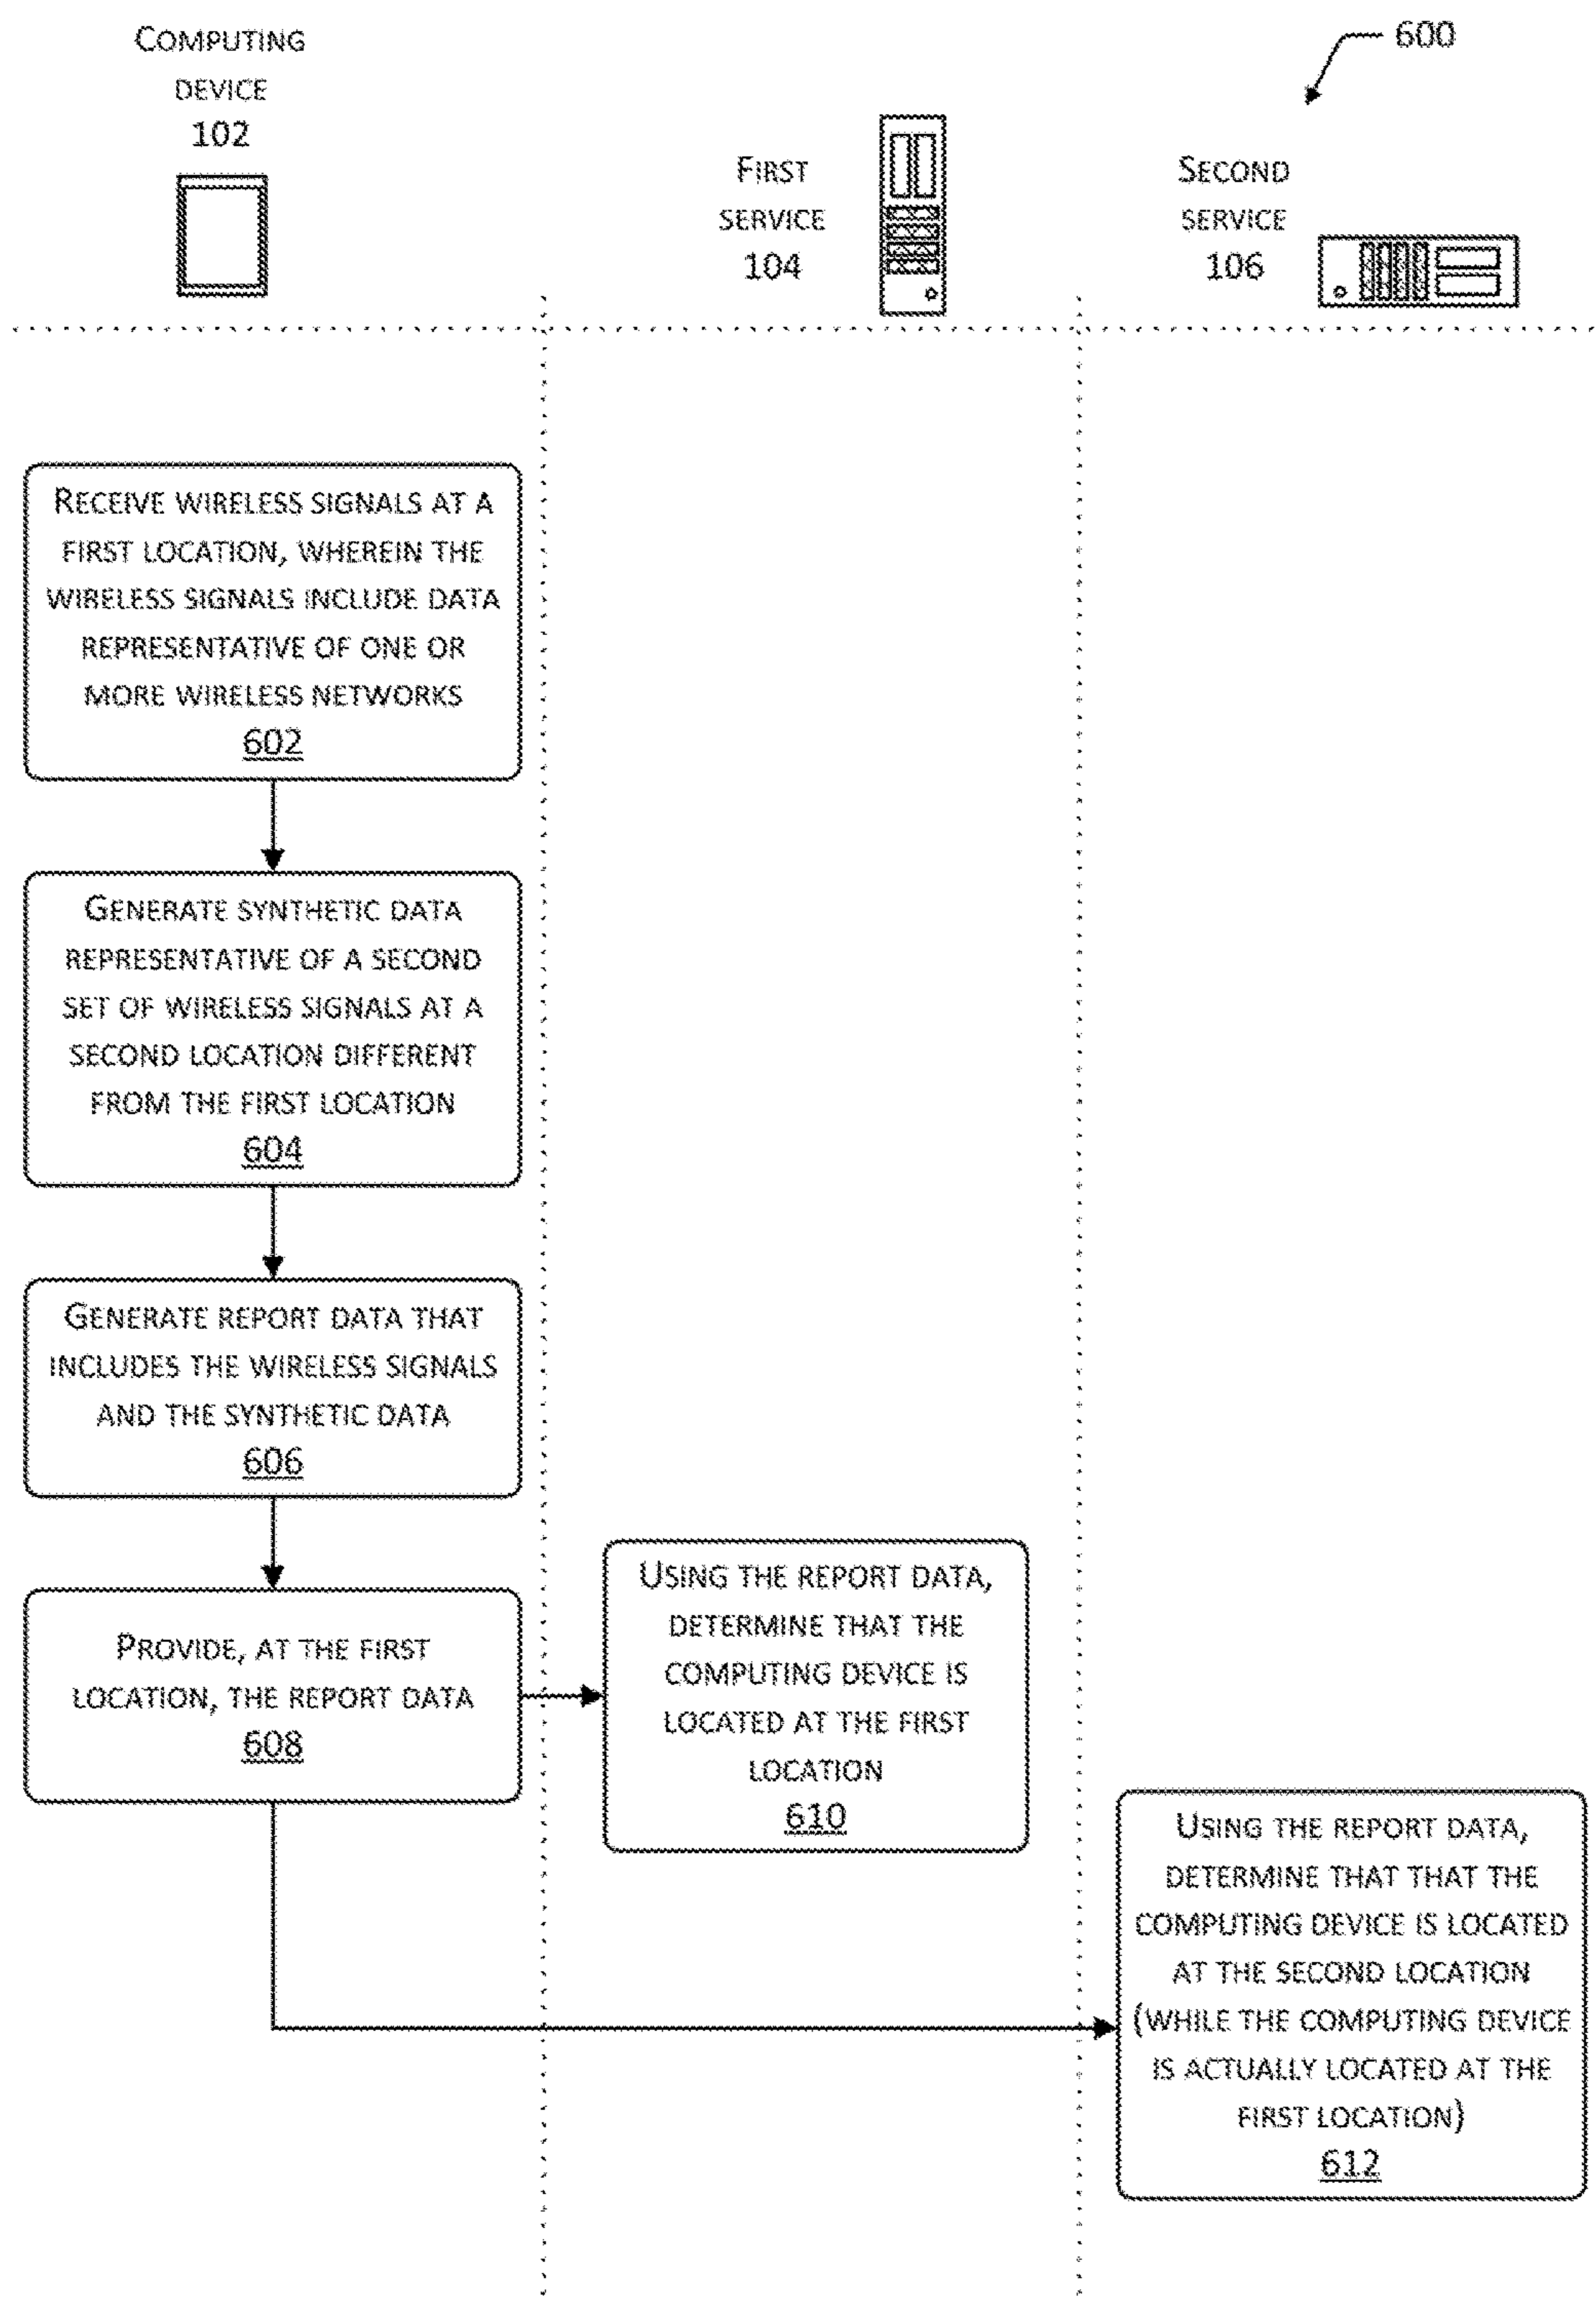 COMPUTING
DEVICE
102
600
FIRST
SERVICE
104
SECOND
SERVICE
106
RECEIVE WIRELESS SIGNALS AT A
FIRST LOCATION, WHEREIN THE
WIRELESS SIGNALS INCLUDE DATA
REPRESENTATIVE OF ONE OR
MORE WIRELESS NETWORKS
602
GENERATE SYNTHETIC DATA
REPRESENTATIVE OF A SECOND
SET OF WIRELESS SIGNALS AT A
SECOND LOCATION DIFFERENT
FROM THE FIRST LOCATION
604
GENERATE REPORT DATA THAT
INCLUDES THE WIRELESS SIGNALS
AND THE SYNTHETIC DATA
606
PROVIDE, AT THE FIRST
LOCATION, THE REPORT DATA
608
USING THE REPORT DATA,
DETERMINE THAT THE
COMPUTING DEVICE IS
LOCATED AT THE FIRST
LOCATION
610
USING THE REPORT DATA,
DETERMINE THAT THAT THE
COMPUTING DEVICE IS LOCATED
AT THE SECOND LOCATION
(WHILE THE COMPUTING DEVICE
IS ACTUALLY LOCATED AT THE
FIRST LOCATION)
612